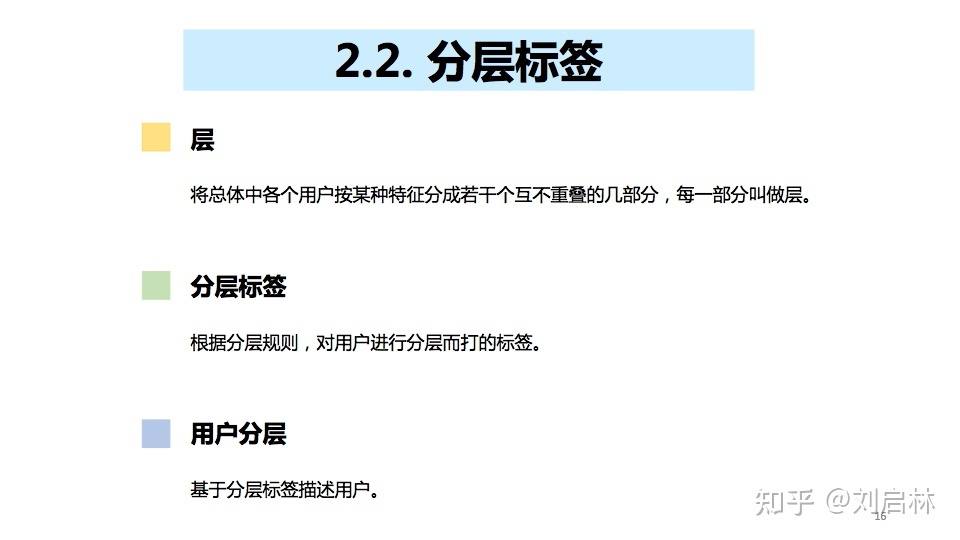 2.2. 分层标签
层
将总体中各个用户按某种特征分成若干个互不重叠的几部分，每一部分叫做层。
分层标签
根据分层规则，对用户进行分层而打的标签。
用户分层
基于分层标签描述用户。
知乎 @刘启林
16